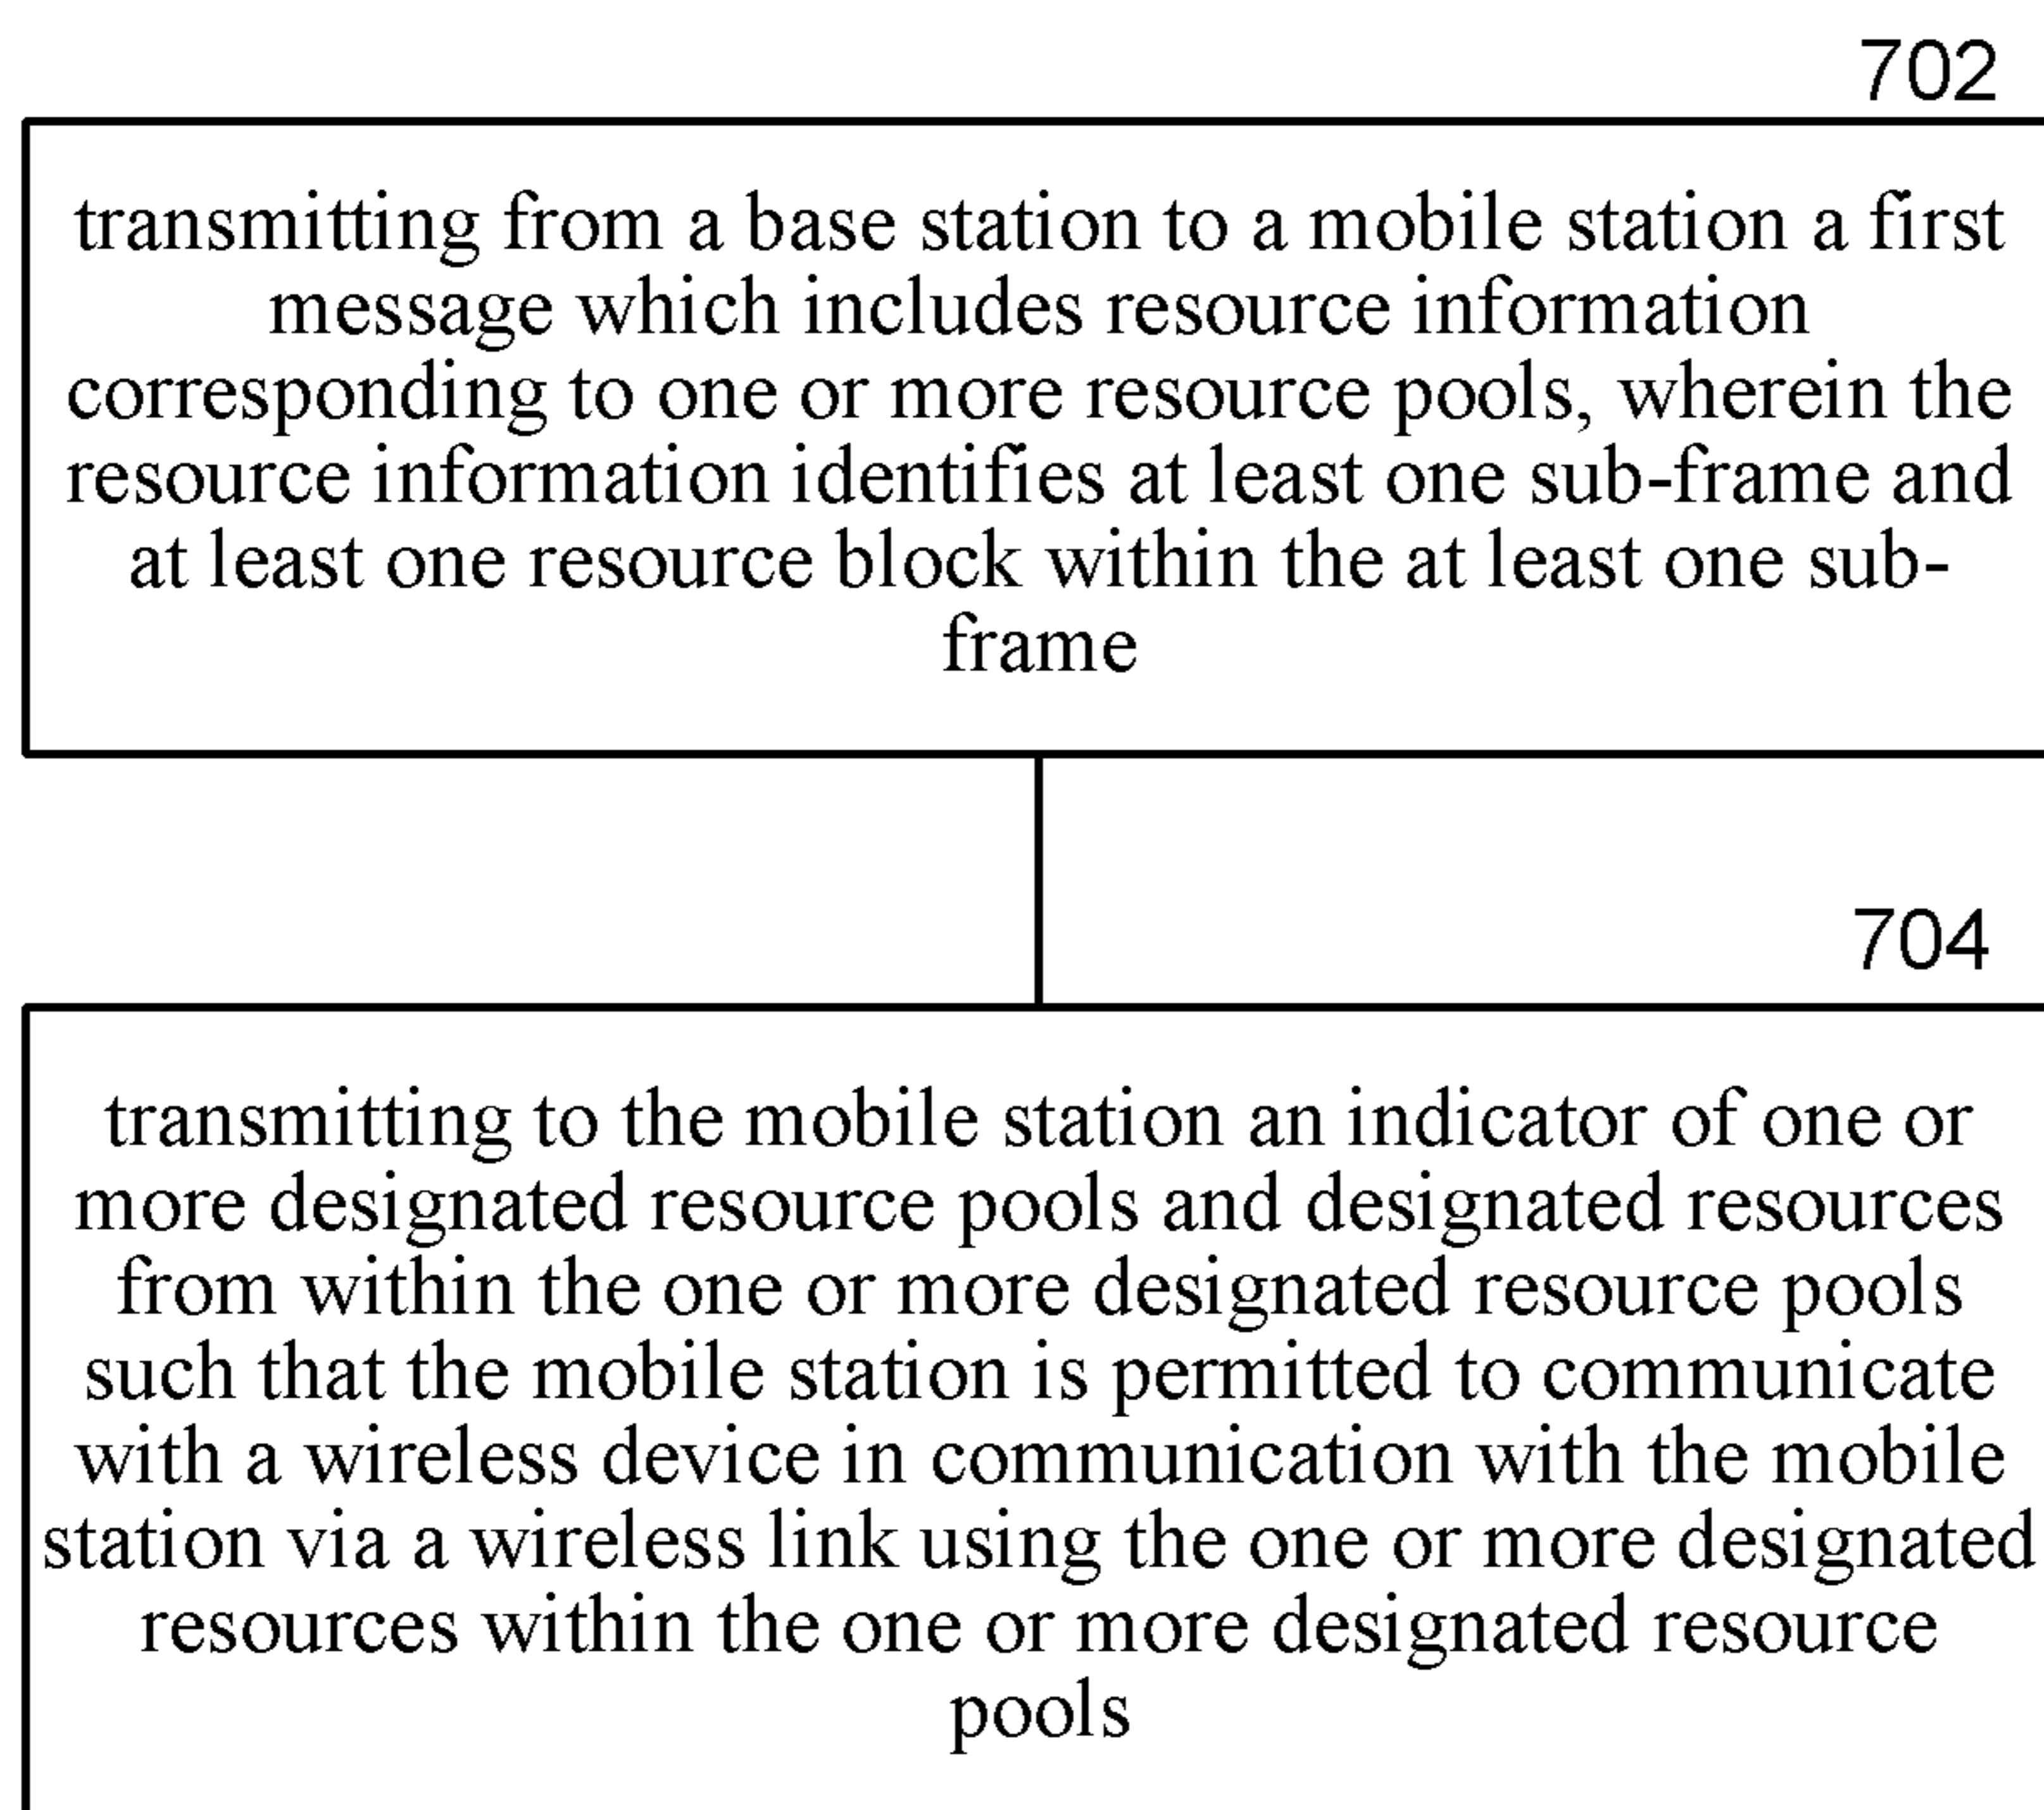 702
transmitting from a base station to a mobile station a first
message which includes resource information
corresponding to one or more resource pools, wherein the
resource information identifies at least one sub-frame and
at least one resource block within the at least one sub-
frame
704
transmitting to the mobile station an indicator of one or
more designated resource pools and designated resources
from within the one or more designated resource pools
such that the mobile station is permitted to communicate
with a wireless device in communication with the mobile
station via a wireless link using the one or more designated
resources within the one or more designated resource
pools